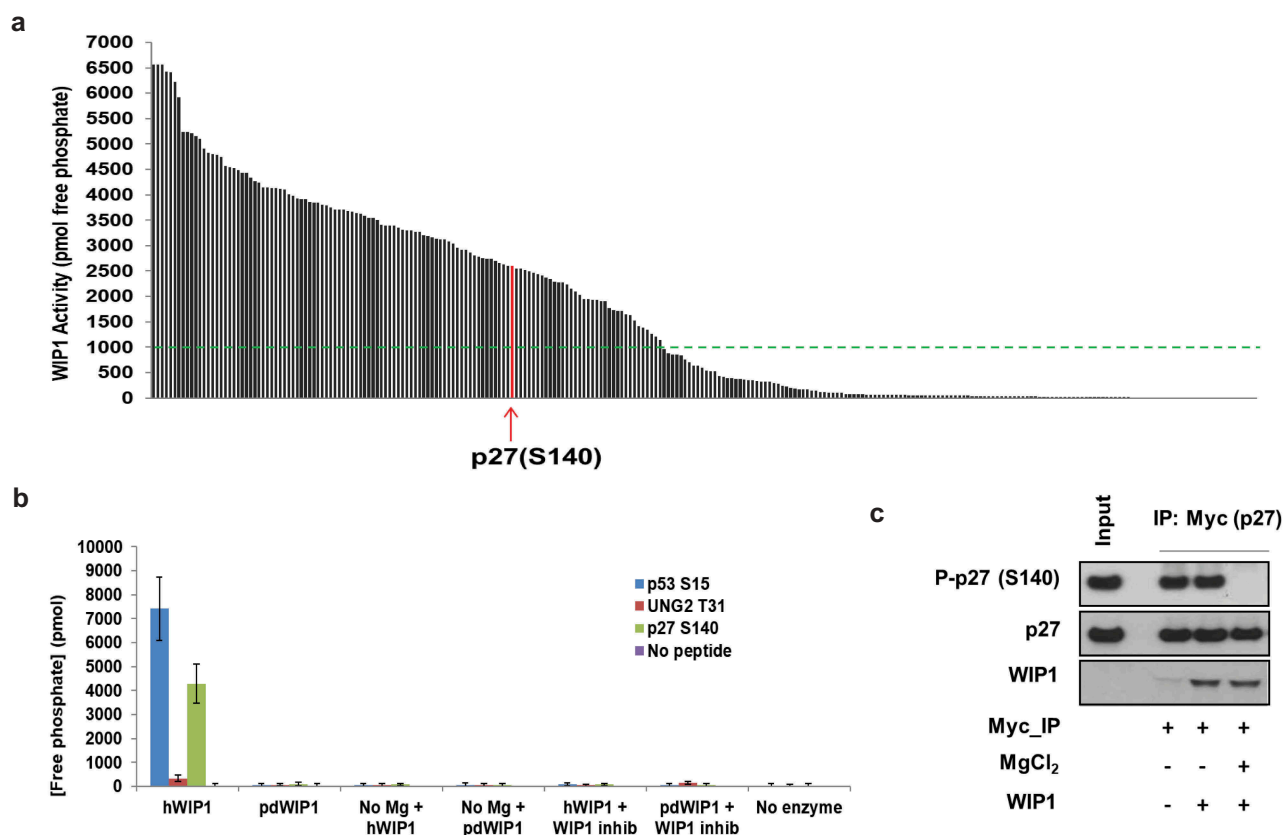 a
WIP1 Activity (pmol free phosphate)
7000
6500
6000
5500
5000
4500
4000
3500
3000
2500
2000
1500
1000
500
0
p27(S140)
b
[Free phosphate] (pmol)
10000
9000
8000
7000
6000
5000
4000
3000
2000
1000
0
p53 S15
UNG2 T31
p27 S140
No peptide
hWIP1
pdWIP1
No Mg +
hWIP1
No Mg +
pdWIP1
hWIP1 +
WIP1 inhib
pdWIP1 +
WIP1 inhib
No enzyme
c
Input
IP: Myc (p27)
P-p27 (S140)
p27
WIP1
Myc_IP + + +
MgCl₂ - - +
WIP1 - + +